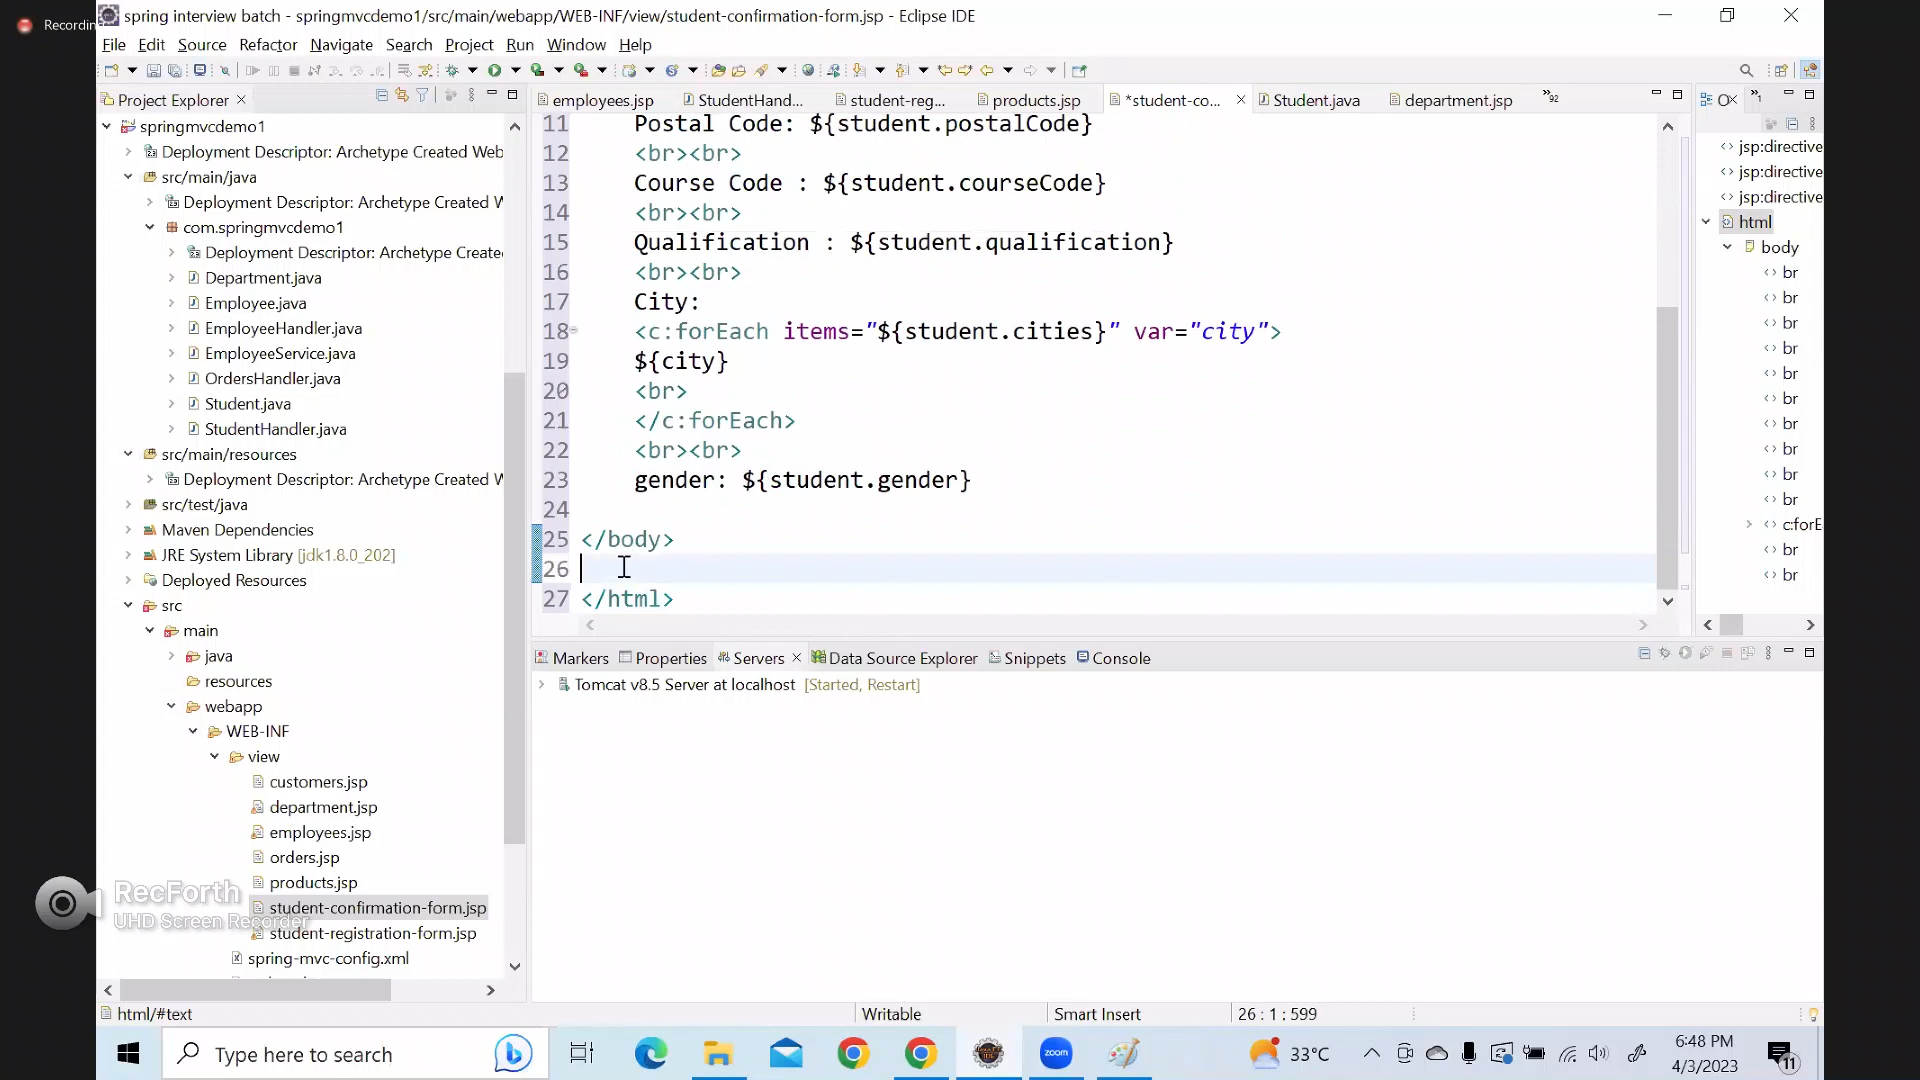 Recordin
spring interview batch - springmvcdemo1/src/main/webapp/WEB-INF/view/student-confirmation-form.jsp - Eclipse IDE
File Edit Source Refactor Navigate Search Project Run Window Help
Project Explorer
employees.jsp
StudentHand...
student-reg...
products.jsp
*student-co...
Student.java
department.jsp
92
springmvcdemo1
Deployment Descriptor: Archetype Created Web
src/main/java
Deployment Descriptor: Archetype Created W
com.springmvcdemo1
Deployment Descriptor: Archetype Create
Department.java
Employee.java
EmployeeHandler.java
EmployeeService.java
OrdersHandler.java
Student.java
StudentHandler.java
src/main/resources
Deployment Descriptor: Archetype Created W
src/test/java
Maven Dependencies
JRE System Library [jdk1.8.0_202]
Deployed Resources
src
main
java
resources
webapp
WEB-INF
view
customers.jsp
department.jsp
employees.jsp
orders.jsp
products.jsp
student-confirmation-form.jsp
student-registration-form.jsp
spring-mvc-config.xml
RecForth
UHD Screen Recorder
11 Postal Code: ${student.postalCode}
12 <br><br>
13 Course Code : ${student.courseCode}
14 <br><br>
15 Qualification : ${student.qualification}
16 <br><br>
17 City:
18 <c:forEach items="${student.cities}" var="city">
19 ${city}
20 <br>
21 </c:forEach>
22 <br><br>
23 gender: ${student.gender}
24
25 </body>
26
27 </html>
jsp:directive
jsp:directive
jsp:directive
html
body
br
br
br
br
br
br
br
br
br
br
c:forE
br
br
Markers
Properties
Servers
Data Source Explorer
Snippets
Console
Tomcat v8.5 Server at localhost [Started, Restart]
html/#text
Writable
Smart Insert
26 : 1 : 599
Type here to search
zoom
33°C
6:48 PM
4/3/2023
11